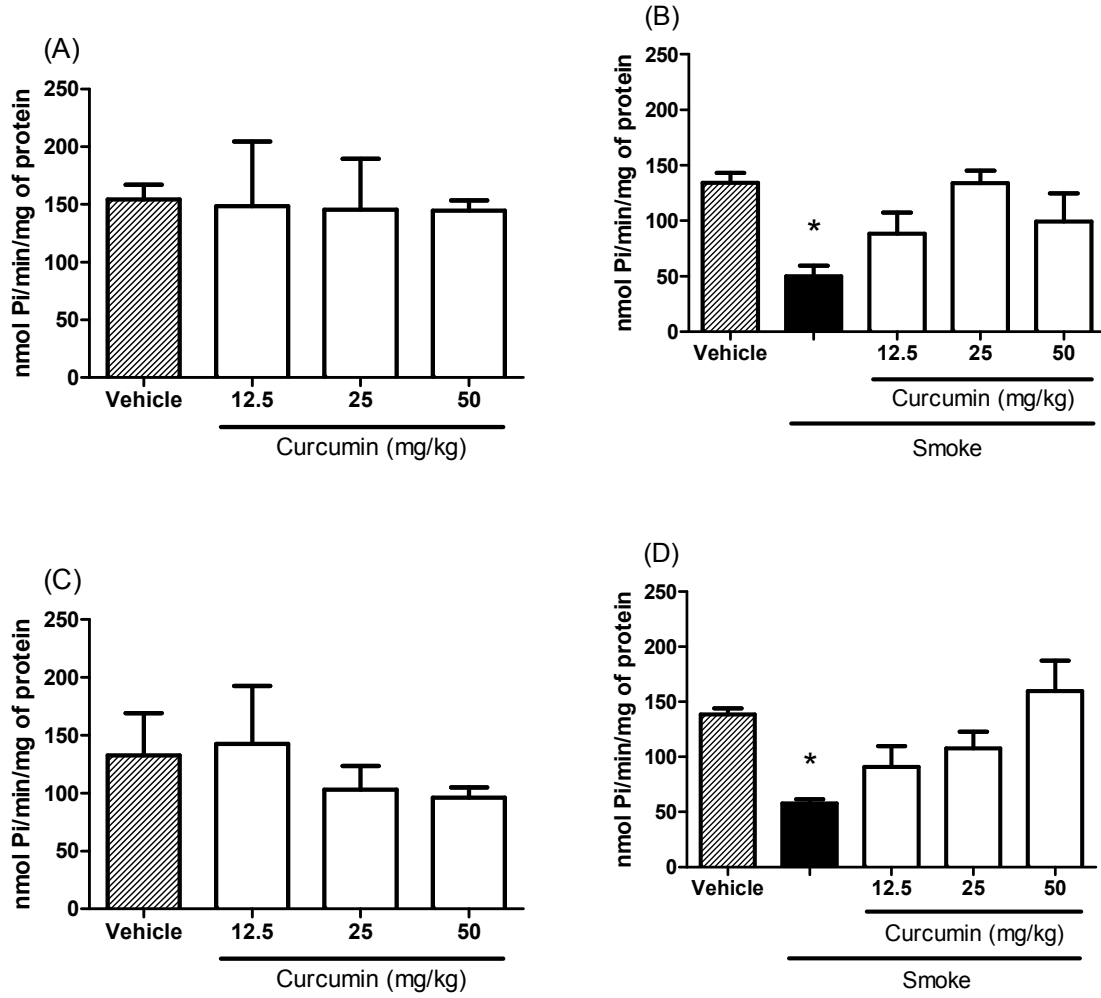 (A)
nmol Pi/min/mg of protein
250
200
150
100
50
0
Vehicle 12.5 25 50
Curcumin (mg/kg)
(B)
nmol Pi/min/mg of protein
250
200
150
100
50
0
*
Vehicle 12.5 25 50
Curcumin (mg/kg)
Smoke
(C)
nmol Pi/min/mg of protein
250
200
150
100
50
0
Vehicle 12.5 25 50
Curcumin (mg/kg)
(D)
nmol Pi/min/mg of protein
250
200
150
100
50
0
*
Vehicle 12.5 25 50
Curcumin (mg/kg)
Smoke